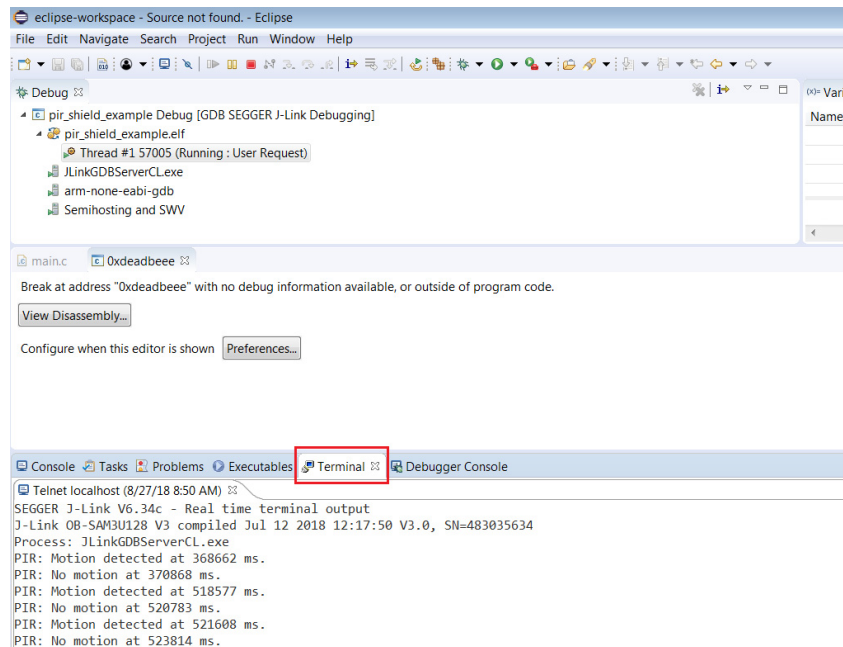 eclipse-workspace - Source not found. - Eclipse
File Edit Navigate Search Project Run Window Help
Debug
(x)= Vari
pir_shield_example Debug [GDB SEGGER J-Link Debugging]
Name
pir_shield_example.elf
Thread #1 57005 (Running : User Request)
JLinkGDBServerCL.exe
arm-none-eabi-gdb
Semihosting and SWV
main.c 0xdeadbeee
Break at address "0xdeadbeee" with no debug information available, or outside of program code.
View Disassembly...
Configure when this editor is shown Preferences...
Console Tasks Problems Executables Terminal Debugger Console
Telnet localhost (8/27/18 8:50 AM)
SEGGER J-Link V6.34c - Real time terminal output
J-Link OB-SAM3U128 V3 compiled Jul 12 2018 12:17:50 V3.0, SN=483035634
Process: JLinkGDBServerCL.exe
PIR: Motion detected at 368662 ms.
PIR: No motion at 370868 ms.
PIR: Motion detected at 518577 ms.
PIR: No motion at 520783 ms.
PIR: Motion detected at 521608 ms.
PIR: No motion at 523814 ms.